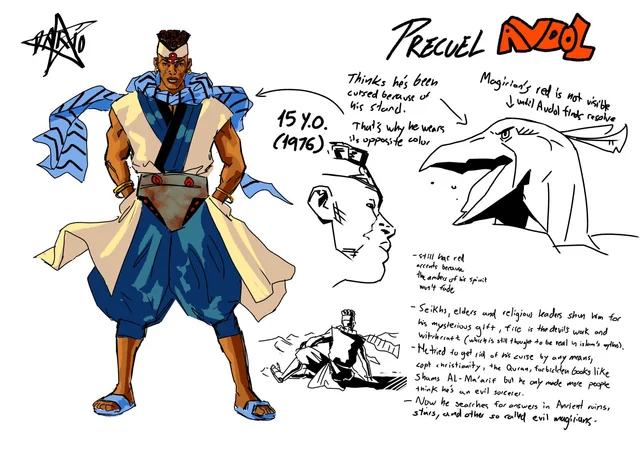 DARJO
PRECUEL AVDOL
Thinks he's been
cursed because of
his stand.
That's why he wears
its opposite color
Magician's red is not visible
until Avdol finds resolve
15 Y.O.
(1976)
- still has red
accents because
the embers of his spirit
won't fade
- Seikhs, elders and religious leaders shun him for
his mysterious gift, fire is the devil's work and
witchcraft (which is still thought to be real in islam's myths).
- He tried to get rid of his curse by any means,
copt christianity, the Quran, forbidden books like
Shams AL-Ma'arif but he only made more people
think he's an evil sorcerer.
- Now he searches for answers in Ancient ruins,
stars, and other so called evil magicians.